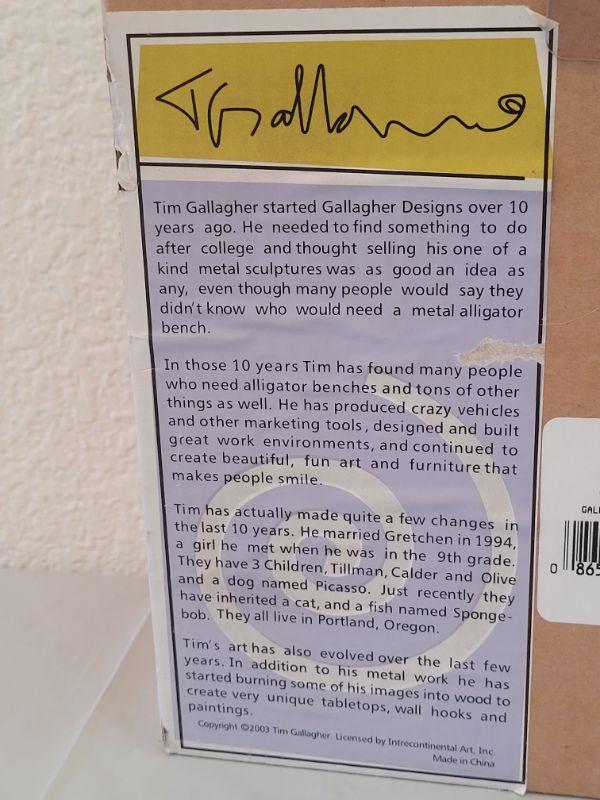 T Gallagher
Tim Gallagher started Gallagher Designs over 10
years ago. He needed to find something to do
after college and thought selling his one of a
kind metal sculptures was as good an idea as
any, even though many people would say they
didn't know who would need a metal alligator
bench.
In those 10 years Tim has found many people
who need alligator benches and tons of other
things as well. He has produced crazy vehicles
and other marketing tools, designed and built
great work environments, and continued to
create beautiful, fun art and furniture that
makes people smile.
Tim has actually made quite a few changes in
the last 10 years. He married Gretchen in 1994,
a girl he met when he was in the 9th grade.
They have 3 Children, Tillman, Calder and Olive
and a dog named Picasso. Just recently they
have inherited a cat, and a fish named Sponge-
bob. They all live in Portland, Oregon.
Tim's art has also evolved over the last few
years. In addition to his metal work he has
started burning some of his images into wood to
create very unique tabletops, wall hooks and
paintings.
Copyright ©2003 Tim Gallagher Licensed by Intrecontinental Art, Inc.
Made in China
GAL
0 865